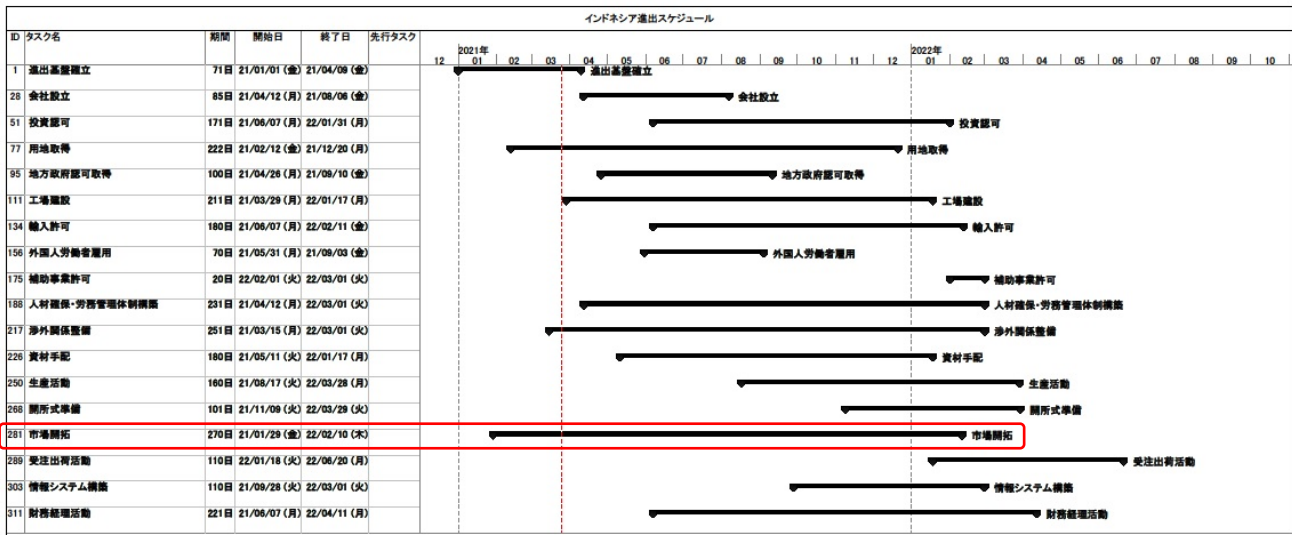 インドネシア進出スケジュール
ID タスク名 期間 開始日 終了日 先行タスク
2021年 2022年
12 01 02 03 04 05 06 07 08 09 10 11 12 01 02 03 04 05 06 07 08 09 10
1 進出基盤確立 71日 21/01/01 (金) 21/04/09 (金) 進出基盤確立
28 会社設立 85日 21/04/12 (月) 21/08/06 (金) 会社設立
51 投資認可 171日 21/06/07 (月) 22/01/31 (月) 投資認可
77 用地取得 222日 21/02/12 (金) 21/12/20 (月) 用地取得
95 地方政府認可取得 100日 21/04/26 (月) 21/09/10 (金) 地方政府認可取得
111 工場建設 211日 21/03/29 (月) 22/01/17 (月) 工場建設
134 輸入許可 180日 21/06/07 (月) 22/02/11 (金) 輸入許可
156 外国人労働者雇用 70日 21/05/31 (月) 21/09/03 (金) 外国人労働者雇用
175 補助事業許可 20日 22/02/01 (火) 22/03/01 (火) 補助事業許可
188 人材確保・労務管理体制構築 231日 21/04/12 (月) 22/03/01 (火) 人材確保・労務管理体制構築
217 渉外関係整備 251日 21/03/15 (月) 22/03/01 (火) 渉外関係整備
226 資材手配 180日 21/05/11 (火) 22/01/17 (月) 資材手配
250 生産活動 160日 21/08/17 (火) 22/03/28 (月) 生産活動
268 開所式準備 101日 21/11/09 (火) 22/03/29 (火) 開所式準備
281 市場開拓 270日 21/01/29 (金) 22/02/10 (木) 市場開拓
289 受注出荷活動 110日 22/01/18 (火) 22/06/20 (月) 受注出荷活動
303 情報システム構築 110日 21/09/28 (火) 22/03/01 (火) 情報システム構築
311 財務経理活動 221日 21/06/07 (月) 22/04/11 (月) 財務経理活動